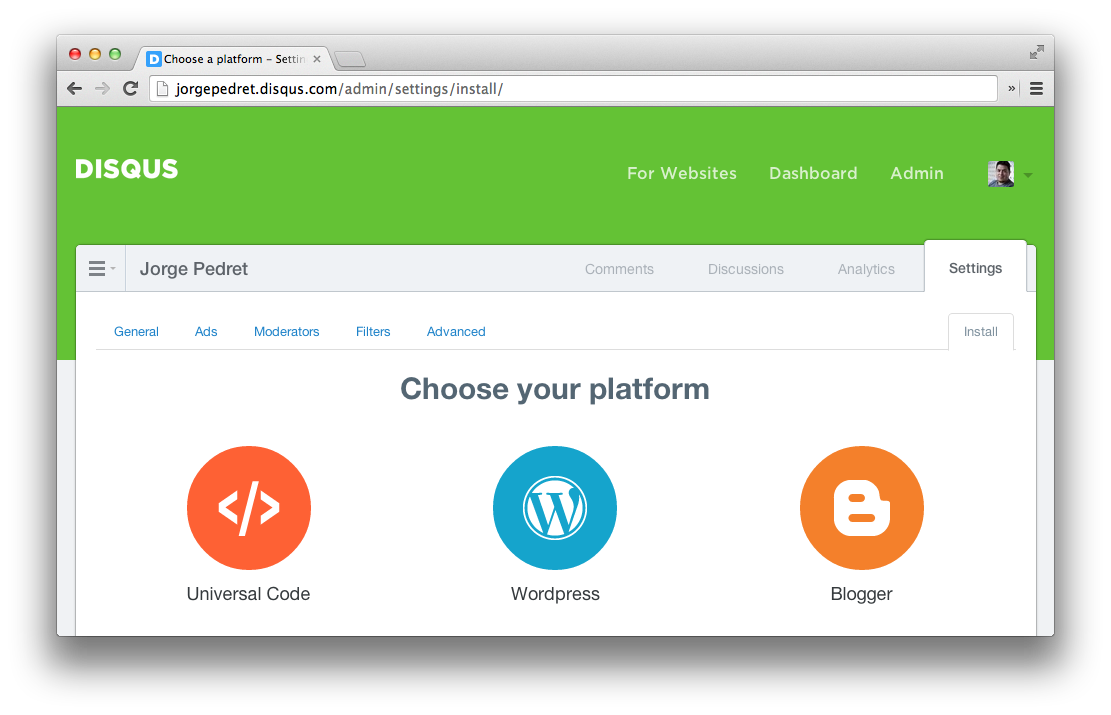 Choose a platform – Settin
jorgepedret.disqus.com/admin/settings/install/
DISQUS
For Websites Dashboard Admin
Jorge Pedret Comments Discussions Analytics Settings
General Ads Moderators Filters Advanced Install
Choose your platform
Universal Code Wordpress Blogger